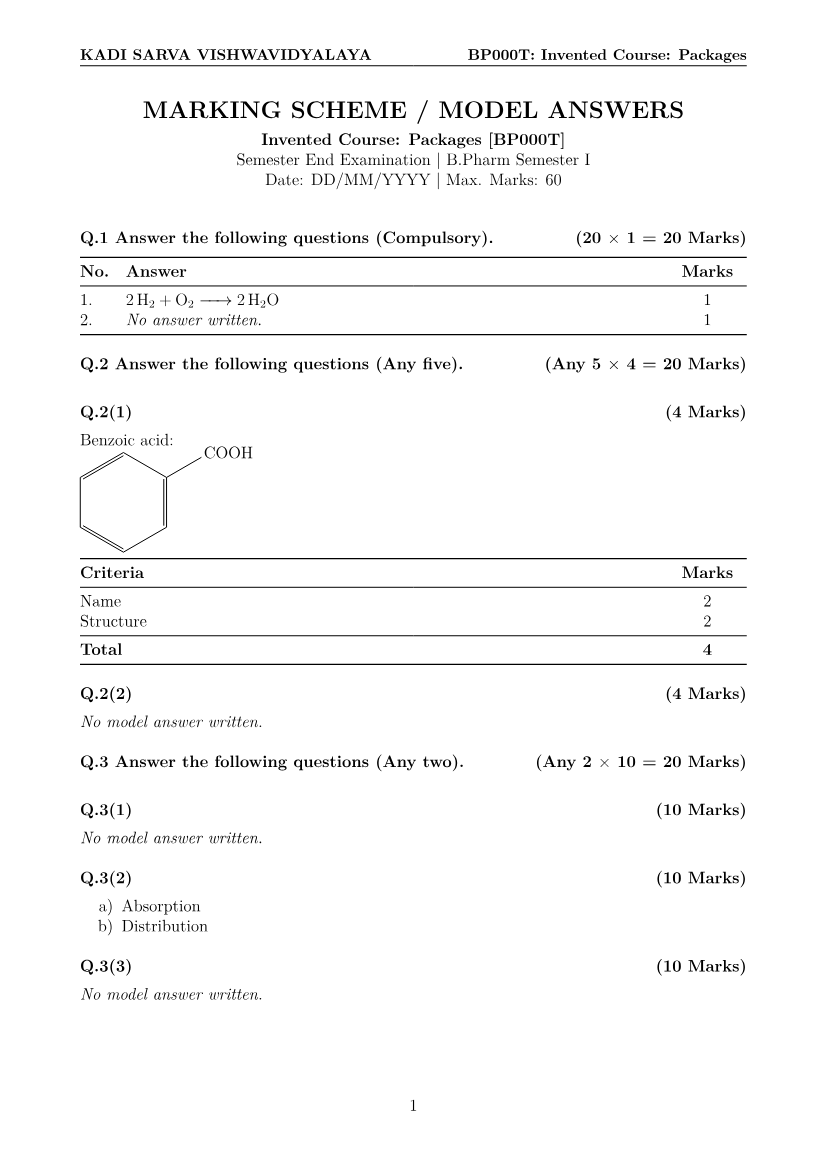 KADI SARVA VISHWAVIDYALAYA BP000T: Invented Course: Packages
MARKING SCHEME / MODEL ANSWERS
Invented Course: Packages [BP000T]
Semester End Examination | B.Pharm Semester I
Date: DD/MM/YYYY | Max. Marks: 60
Q.1 Answer the following questions (Compulsory). (20 × 1 = 20 Marks)
No. Answer Marks
1. 2 H₂ + O₂ ⟶ 2 H₂O 1
2. No answer written. 1
Q.2 Answer the following questions (Any five). (Any 5 × 4 = 20 Marks)
Q.2(1) (4 Marks)
Benzoic acid:
COOH
Criteria Marks
Name 2
Structure 2
Total 4
Q.2(2) (4 Marks)
No model answer written.
Q.3 Answer the following questions (Any two). (Any 2 × 10 = 20 Marks)
Q.3(1) (10 Marks)
No model answer written.
Q.3(2) (10 Marks)
a) Absorption
b) Distribution
Q.3(3) (10 Marks)
No model answer written.
1